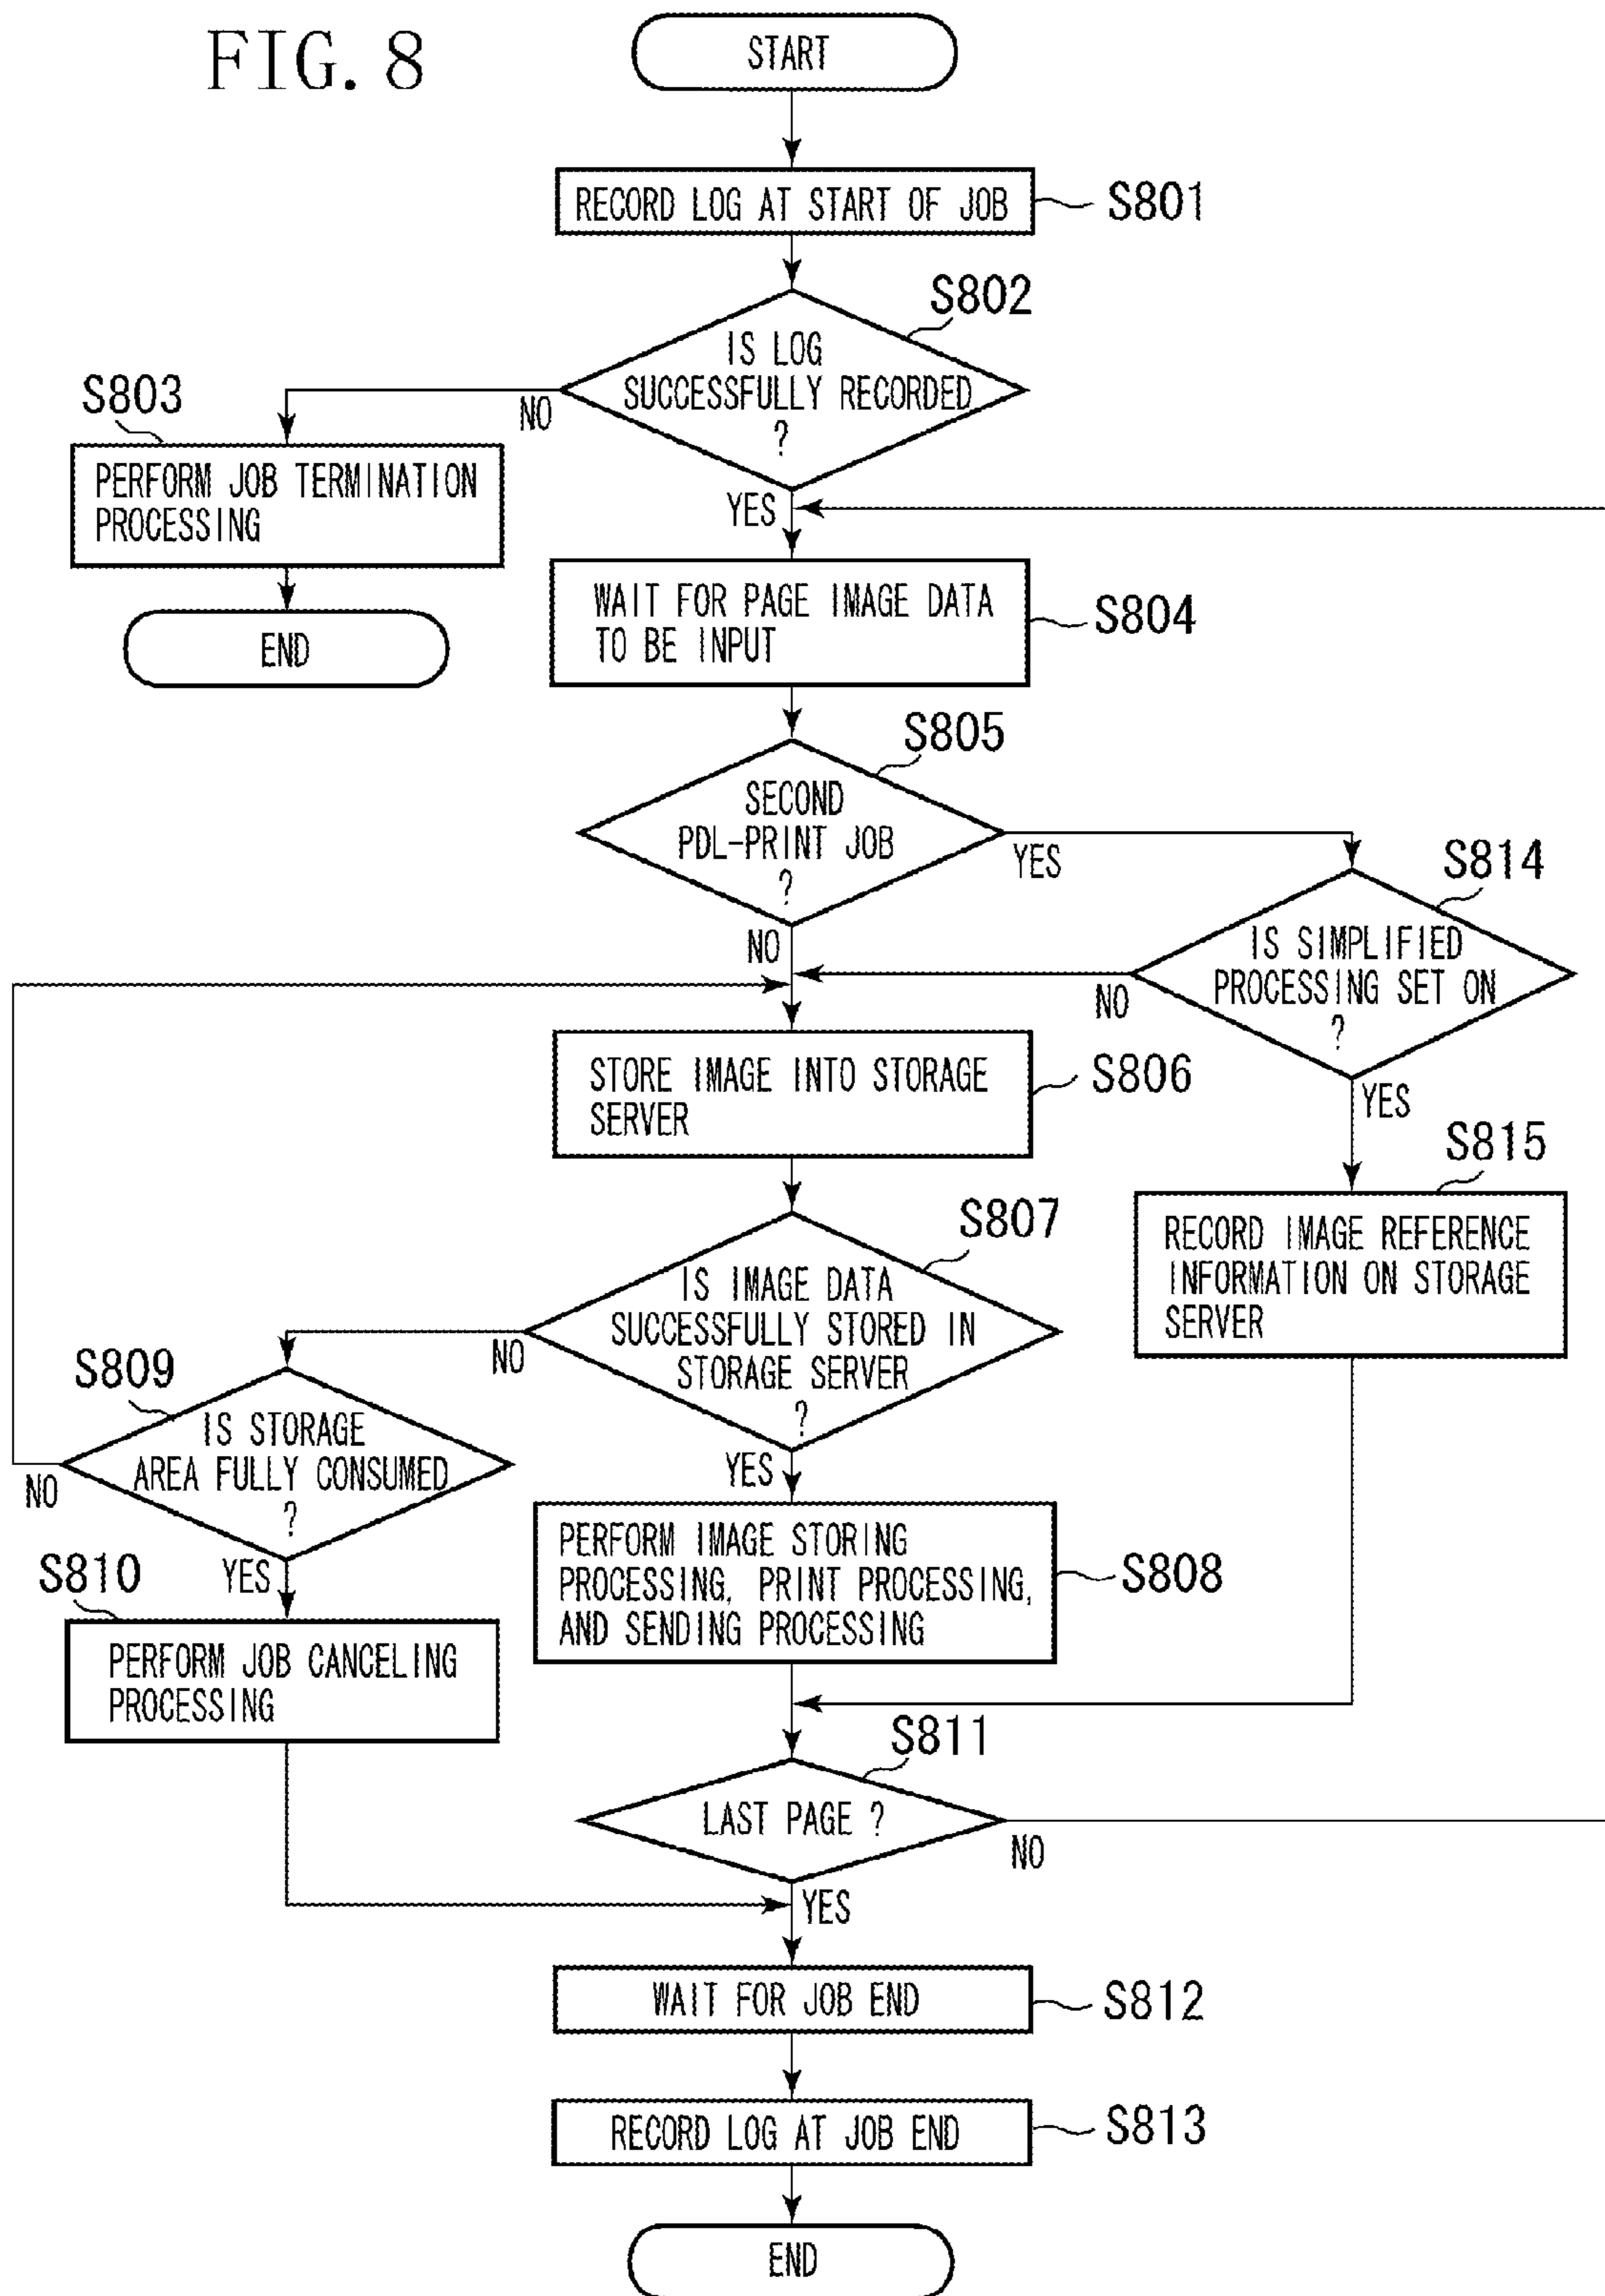 FIG. 8
START
RECORD LOG AT START OF JOB
S801
S802
IS LOG
SUCCESSFULLY RECORDED
?
NO
YES
S803
PERFORM JOB TERMINATION
PROCESSING
END
WAIT FOR PAGE IMAGE DATA
TO BE INPUT
S804
S805
SECOND
PDL-PRINT JOB
?
YES
NO
S814
IS SIMPLIFIED
PROCESSING SET ON
?
NO
YES
STORE IMAGE INTO STORAGE
SERVER
S806
S815
RECORD IMAGE REFERENCE
INFORMATION ON STORAGE
SERVER
S807
IS IMAGE DATA
SUCCESSFULLY STORED IN
STORAGE SERVER
?
NO
YES
S809
IS STORAGE
AREA FULLY CONSUMED
?
NO
YES
PERFORM IMAGE STORING
PROCESSING, PRINT PROCESSING,
AND SENDING PROCESSING
S808
S810
PERFORM JOB CANCELING
PROCESSING
S811
LAST PAGE ?
NO
YES
WAIT FOR JOB END
S812
RECORD LOG AT JOB END
S813
END